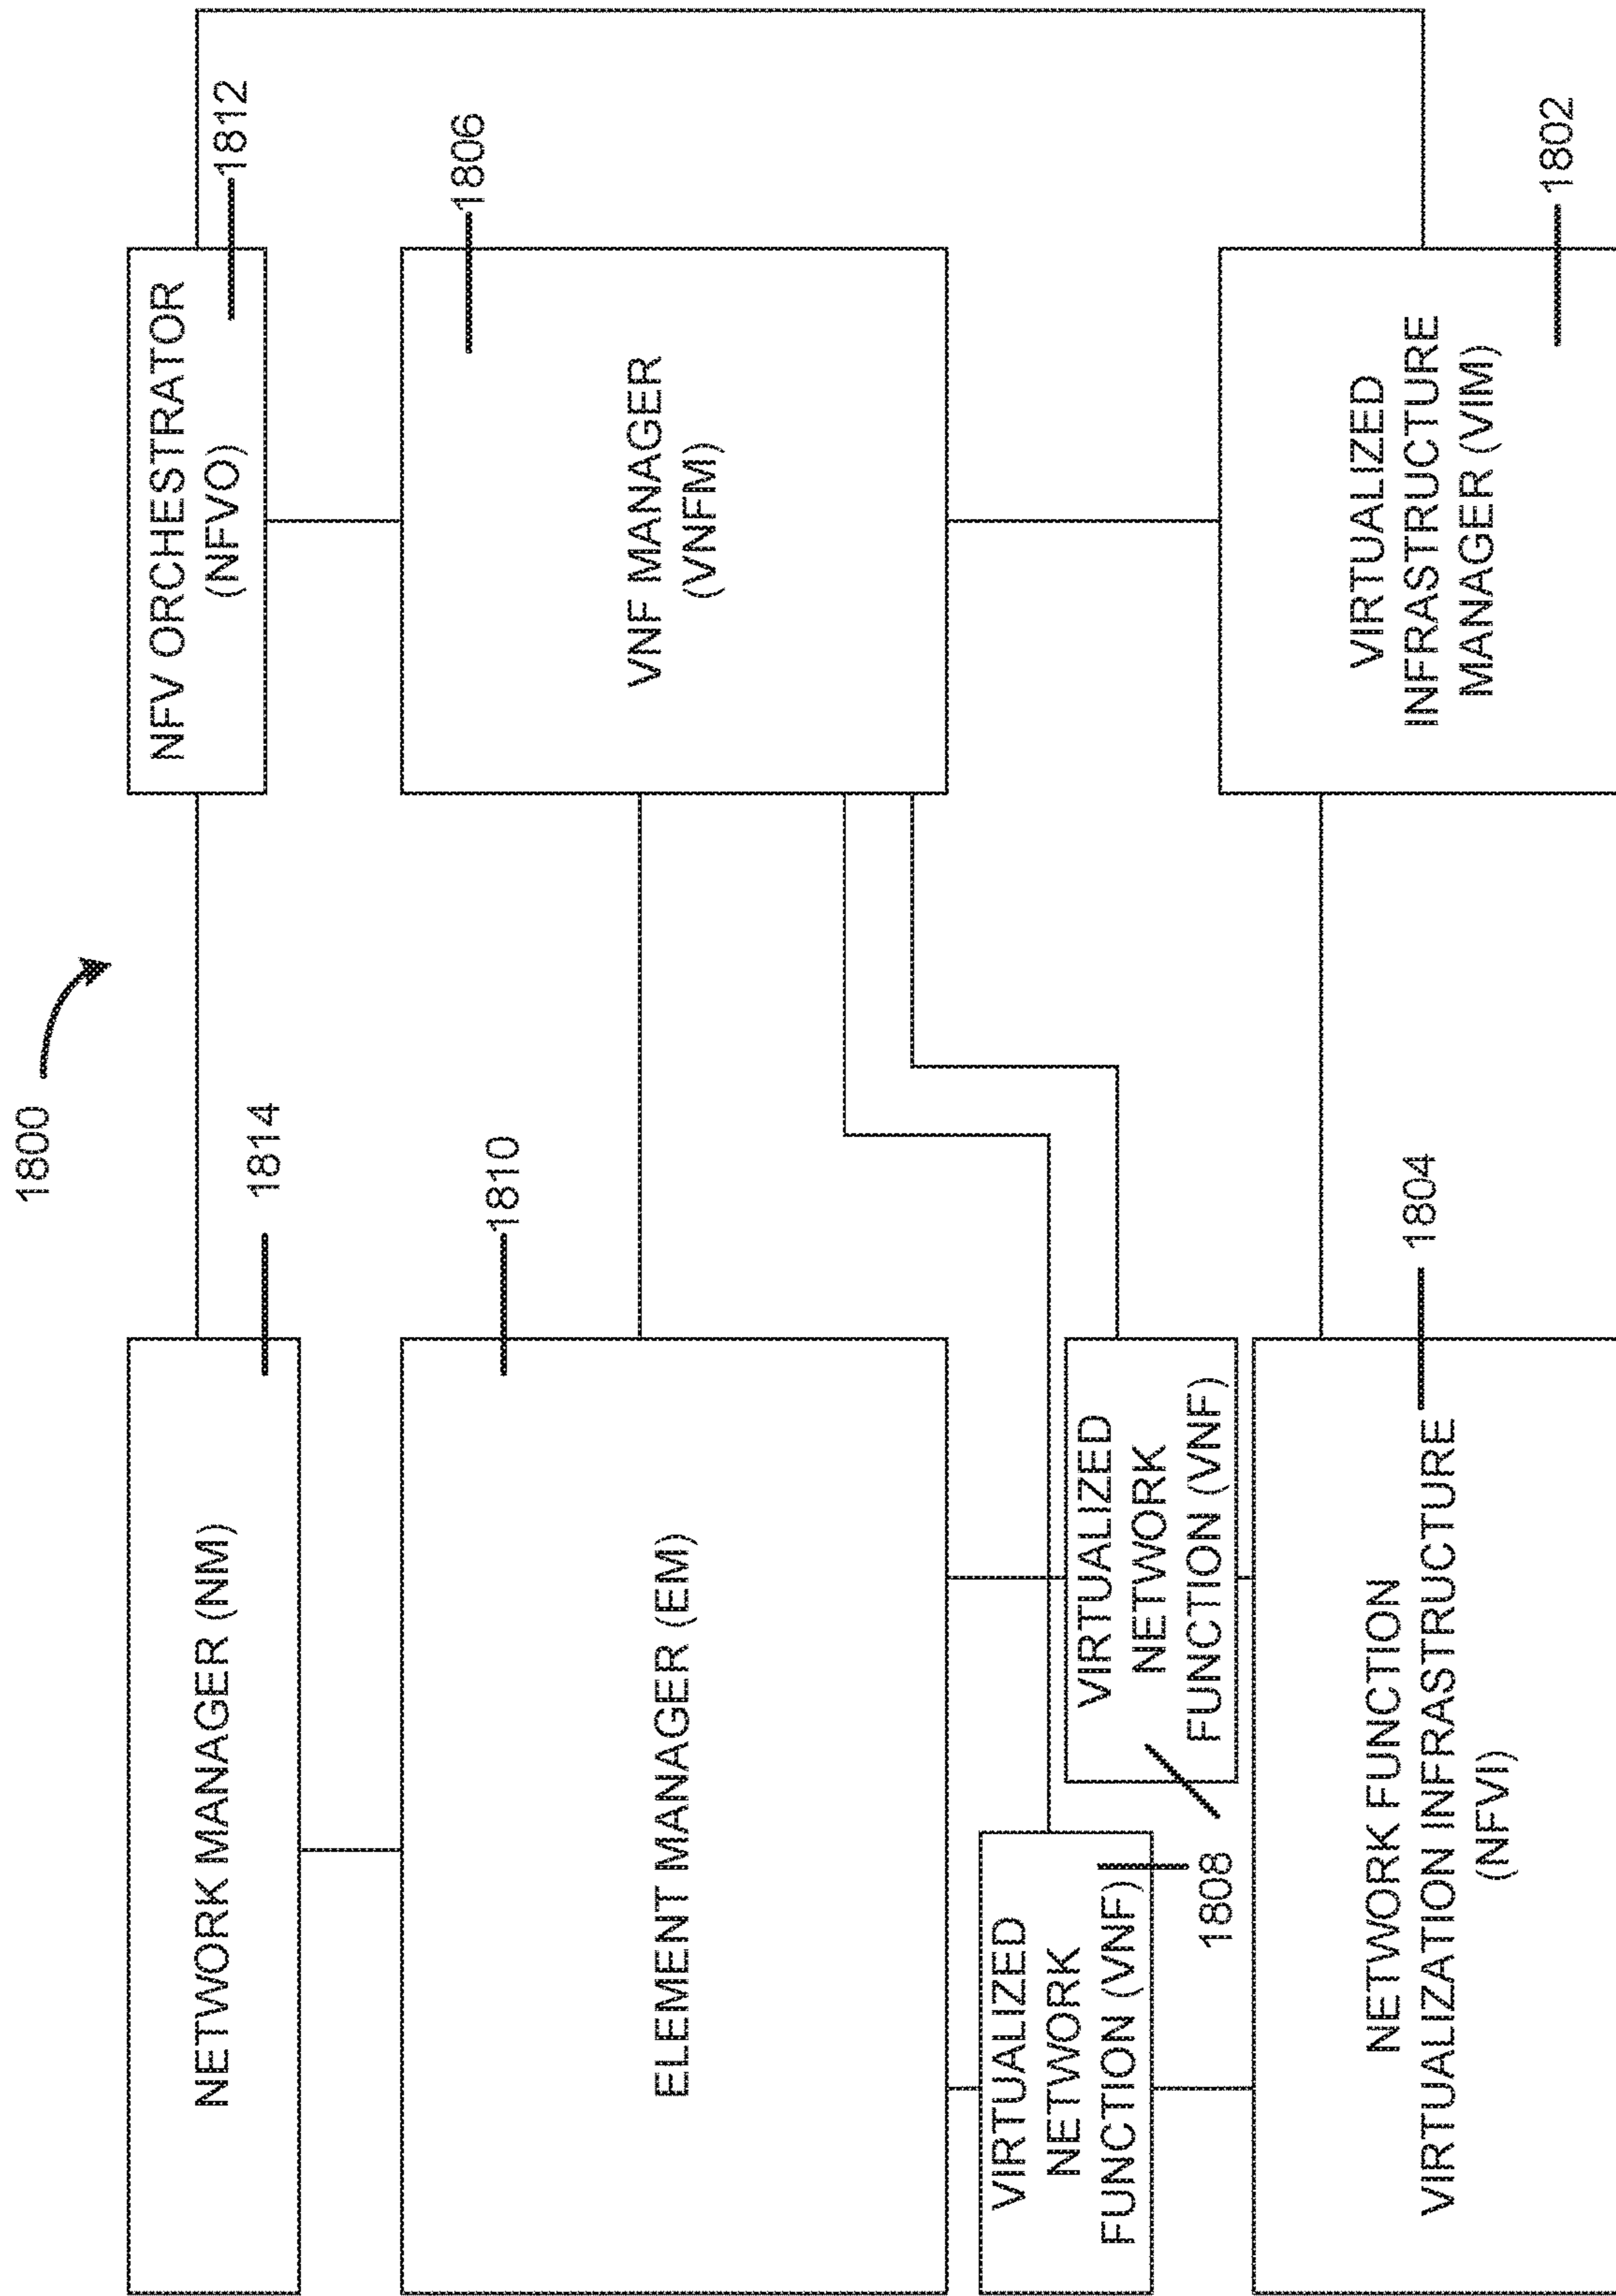 1800
NETWORK MANAGER (NM)
1814
NFV ORCHESTRATOR
(NFVO)
1812
ELEMENT MANAGER (EM)
1810
VNF MANAGER
(VNFM)
1806
VIRTUALIZED
NETWORK
FUNCTION (VNF)
1808
VIRTUALIZED
NETWORK
FUNCTION (VNF)
NETWORK FUNCTION
VIRTUALIZATION INFRASTRUCTURE
(NFVI)
1804
VIRTUALIZED
INFRASTRUCTURE
MANAGER (VIM)
1802